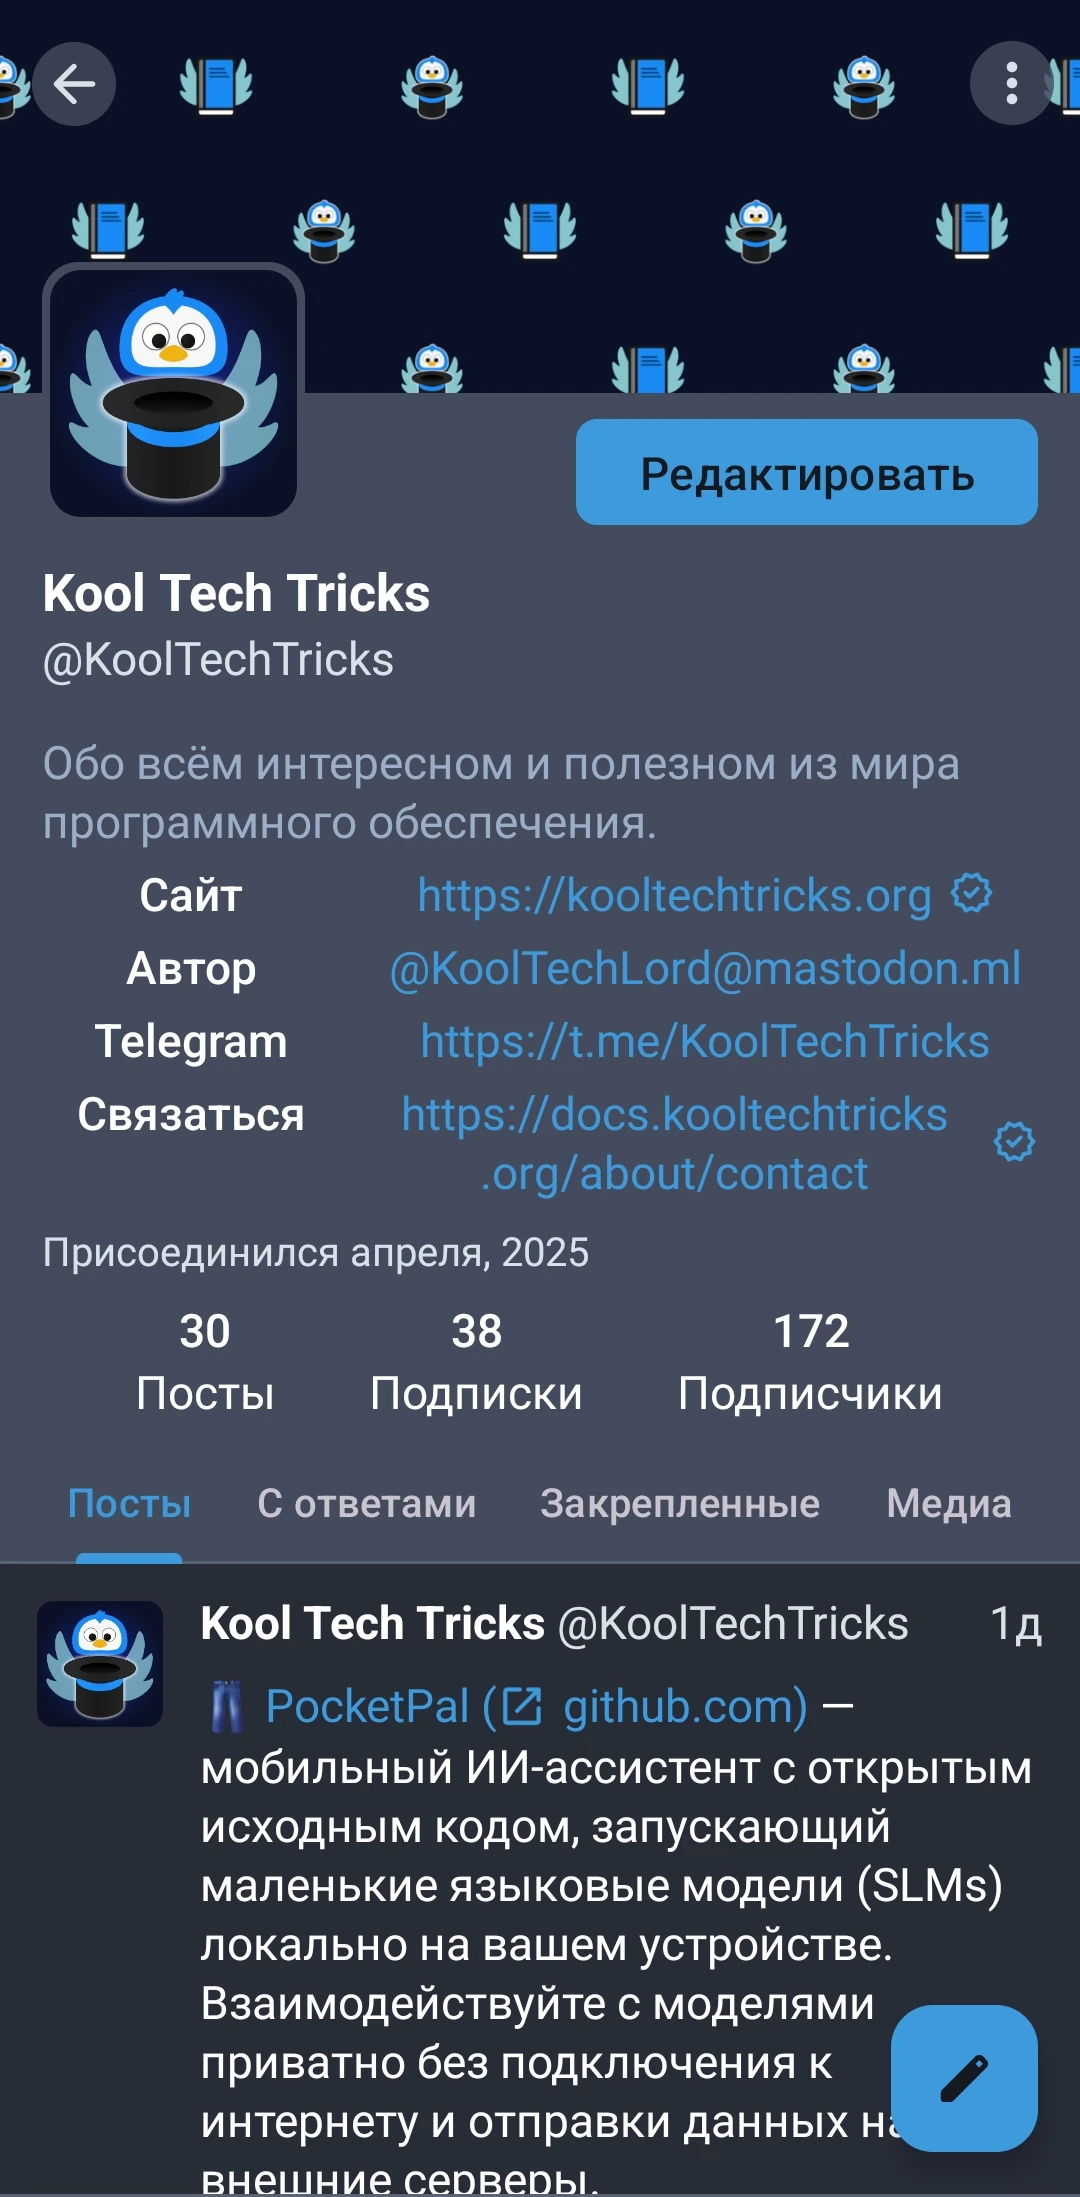 Редактировать
Kool Tech Tricks
@KoolTechTricks
Обо всём интересном и полезном из мира
программного обеспечения.
Сайт https://kooltechtricks.org
Автор @KoolTechLord@mastodon.ml
Telegram https://t.me/KoolTechTricks
Связаться https://docs.kooltechtricks
.org/about/contact
Присоединился апреля, 2025
30 38 172
Посты Подписки Подписчики
Посты С ответами Закрепленные Медиа
Kool Tech Tricks @KoolTechTricks 1д
👖 PocketPal (github.com) —
мобильный ИИ-ассистент с открытым
исходным кодом, запускающий
маленькие языковые модели (SLMs)
локально на вашем устройстве.
Взаимодействуйте с моделями
приватно без подключения к
интернету и отправки данных на
внешние серверы.